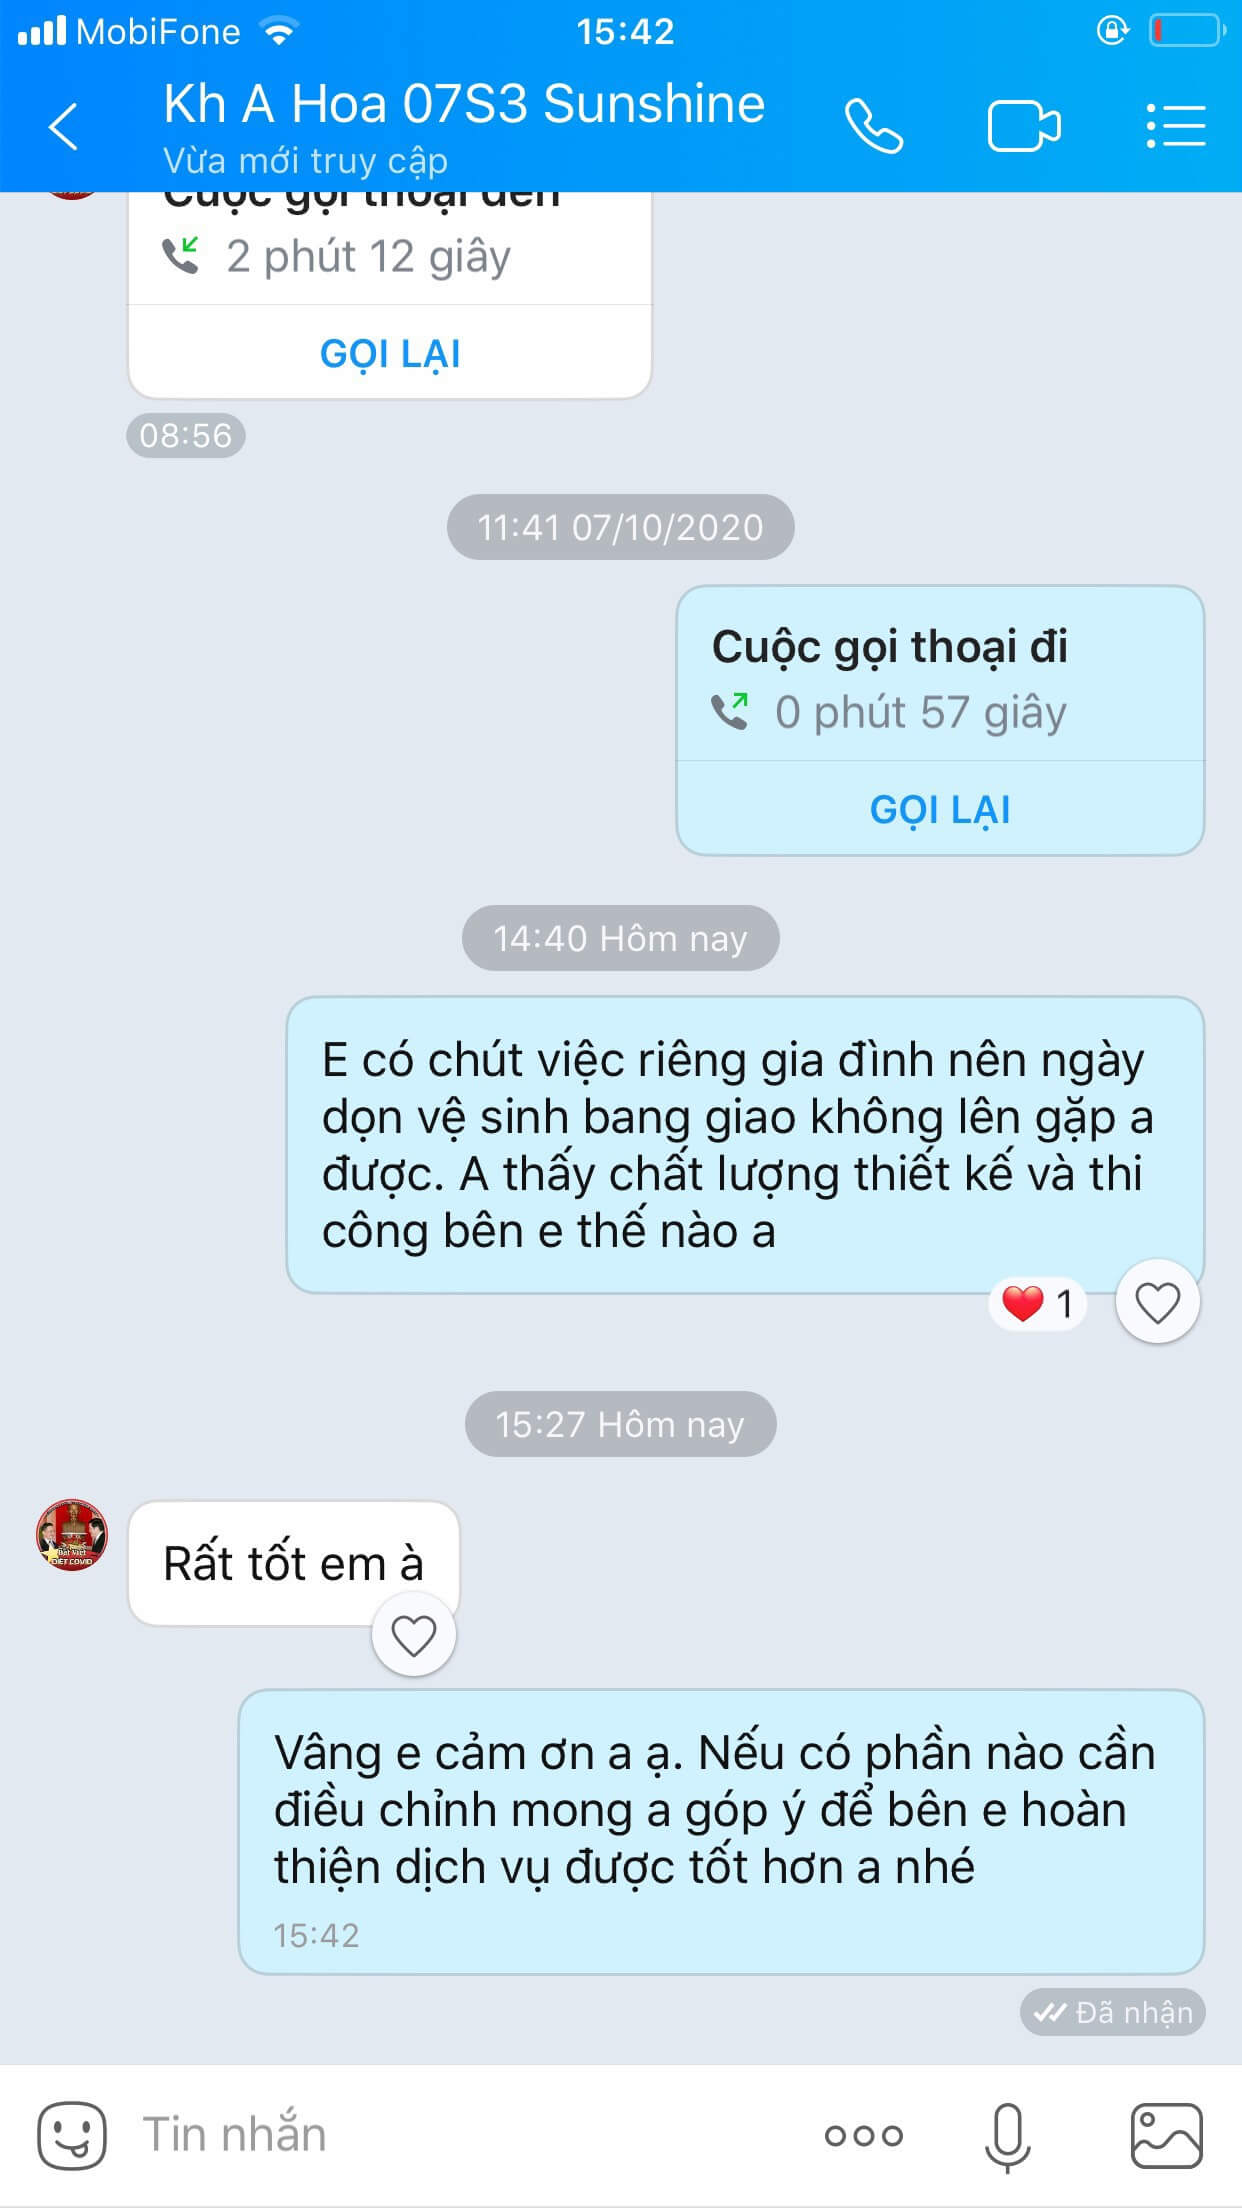 MobiFone
15:42
Kh A Hoa 07S3 Sunshine
Vừa mới truy cập
Cuộc gọi thoại đến
2 phút 12 giây
GỌI LẠI
08:56
11:41 07/10/2020
Cuộc gọi thoại đi
0 phút 57 giây
GỌI LẠI
14:40 Hôm nay
E có chút việc riêng gia đình nên ngày
dọn vệ sinh bang giao không lên gặp a
được. A thấy chất lượng thiết kế và thi
công bên e thế nào a
1
15:27 Hôm nay
Rất tốt em à
Vâng e cảm ơn a ạ. Nếu có phần nào cần
điều chỉnh mong a góp ý để bên e hoàn
thiện dịch vụ được tốt hơn a nhé
15:42
Đã nhận
Tin nhắn